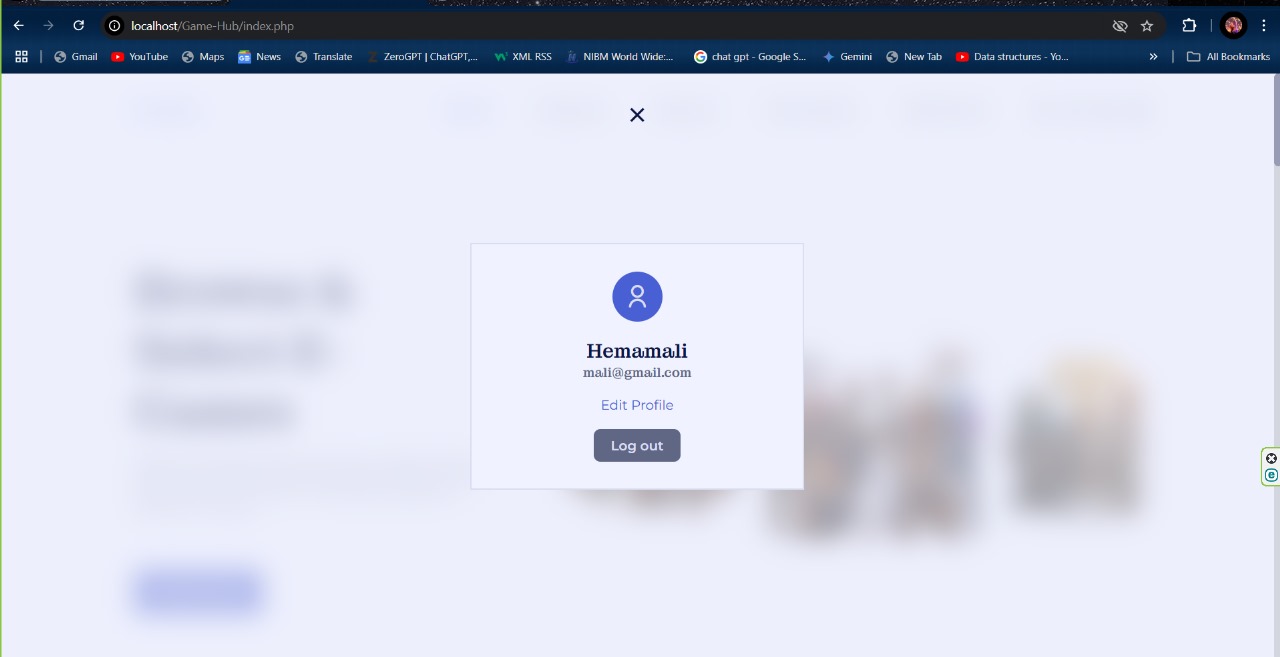 localhost/Game-Hub/index.php
Gmail YouTube Maps News Translate ZeroGPT | ChatGPT,... XML RSS NIBM World Wide:... chat gpt - Google S... Gemini New Tab Data structures - Yo... » All Bookmarks
Hemamali
mali@gmail.com
Edit Profile
Log out